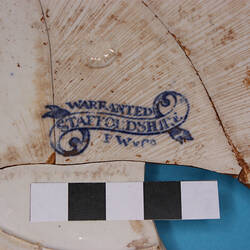 WARRANTED
STAFFORDSHIRE
F W & Co